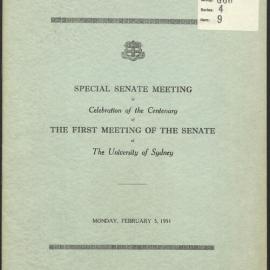 Series: 4
Item: 9
SPECIAL SENATE MEETING
in
Celebration of the Centenary
of
THE FIRST MEETING OF THE SENATE
of
The University of Sydney
MONDAY, FEBRUARY 5, 1951